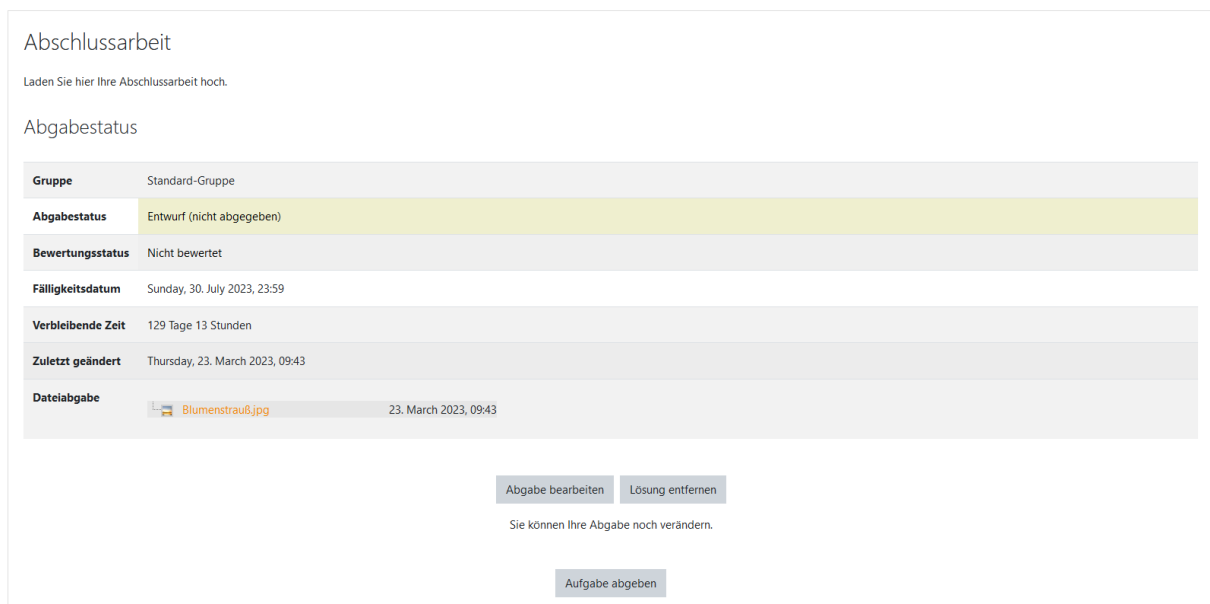 Abschlussarbeit
Laden Sie hier Ihre Abschlussarbeit hoch.
Abgabestatus
Gruppe Standard-Gruppe
Abgabestatus Entwurf (nicht abgegeben)
Bewertungsstatus Nicht bewertet
Fälligkeitsdatum Sunday, 30. July 2023, 23:59
Verbleibende Zeit 129 Tage 13 Stunden
Zuletzt geändert Thursday, 23. March 2023, 09:43
Dateiabgabe
Blumenstrauß.jpg 23. March 2023, 09:43
Abgabe bearbeiten Lösung entfernen
Sie können Ihre Abgabe noch verändern.
Aufgabe abgeben